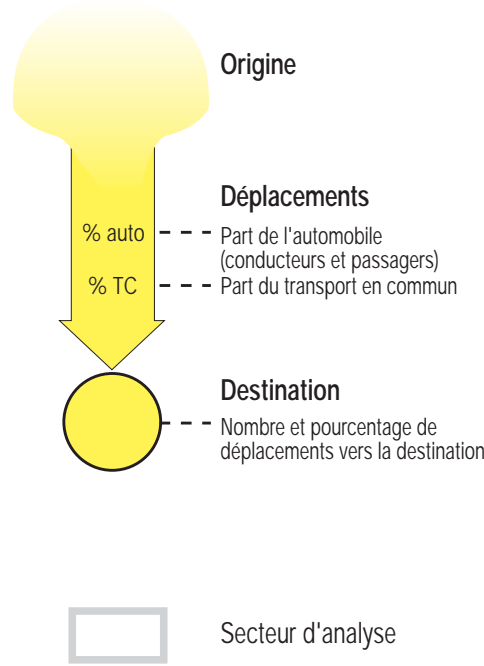 Origine
Déplacements
% auto
Part de l'automobile
(conducteurs et passagers)
% TC
Part du transport en commun
Destination
Nombre et pourcentage de
déplacements vers la destination
Secteur d'analyse